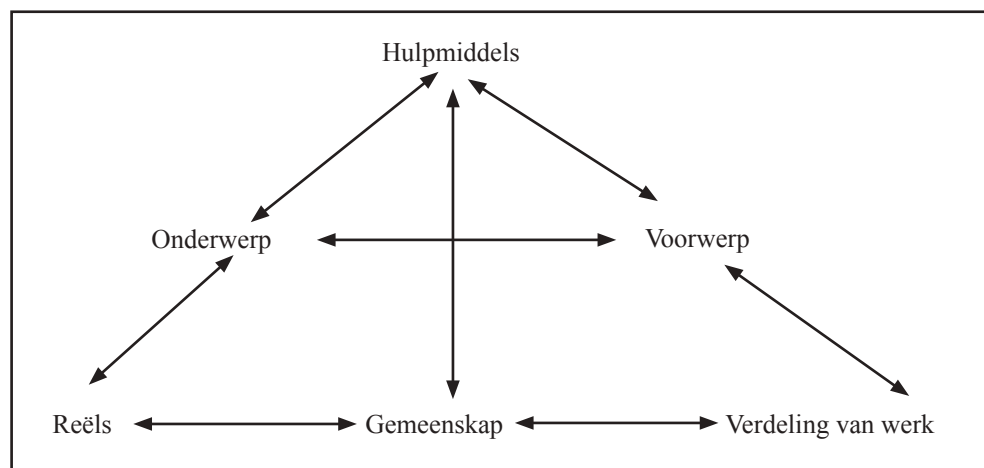 Hulpmiddels
Onderwerp
Voorwerp
Reëls
Gemeenskap
Verdeling van werk